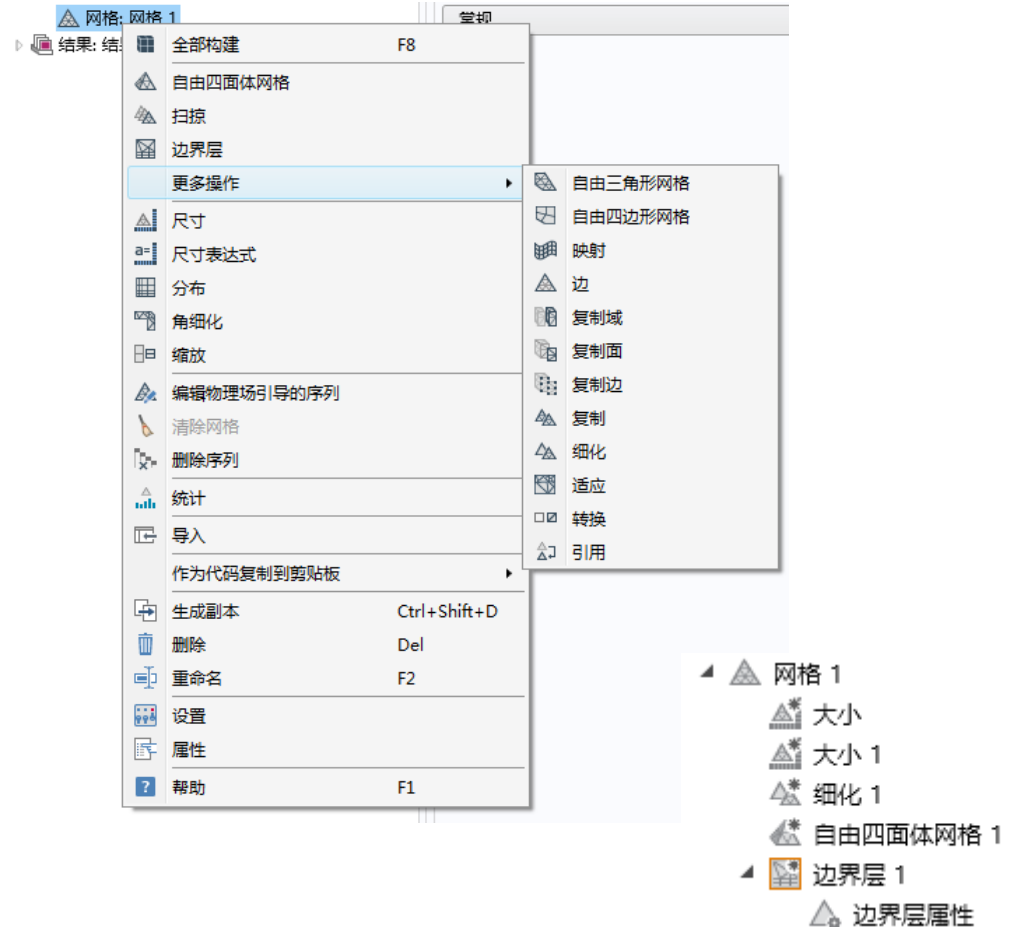 网格: 网格 1
常规
结果: 结
全部构建 F8
自由四面体网格
扫掠
边界层
更多操作
尺寸
尺寸表达式
分布
角细化
缩放
编辑物理场引导的序列
清除网格
删除序列
统计
导入
作为代码复制到剪贴板
生成副本 Ctrl+Shift+D
删除 Del
重命名 F2
设置
属性
帮助 F1
自由三角形网格
自由四边形网格
映射
边
复制域
复制面
复制边
复制
细化
适应
转换
引用
网格 1
大小
大小 1
细化 1
自由四面体网格 1
边界层 1
边界层属性